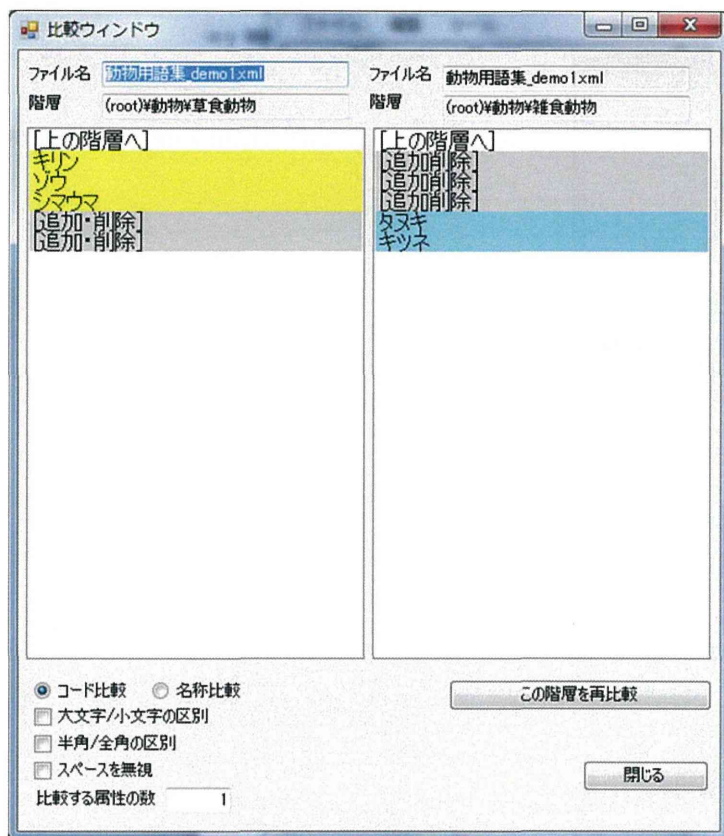 比較ウィンドウ
ファイル名 動物用語集_demo1xml
階層 (root)¥動物¥草食動物
[上の階層へ]
キリン
ゾウ
シマウマ
[追加・削除]
[追加・削除]
ファイル名 動物用語集_demo1xml
階層 (root)¥動物¥雑食動物
[上の階層へ]
[追加削除]
[追加削除]
[追加削除]
タヌキ
キツネ
コード比較 名称比較
大文字/小文字の区別
半角/全角の区別
スペースを無視
比較する属性の数 1
この階層を再比較
閉じる